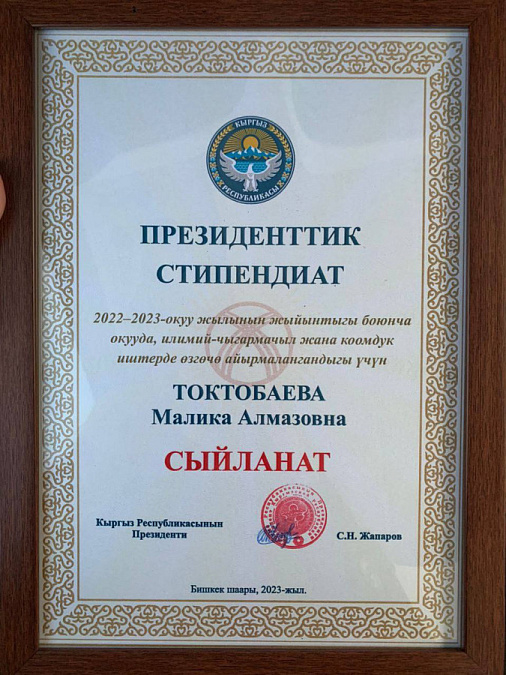 КЫРГЫЗ
РЕСПУБЛИКАСЫ
ПРЕЗИДЕНТТИК
СТИПЕНДИАТ
2022–2023-окуу жылынын жыйынтыгы боюнча
окууда, илимий-чыгармачыл жана коомдук
иштерде өзгөчө айырмалангандыгы үчүн
ТОКТОБАЕВА
Малика Алмазовна
СЫЙЛАНАТ
Кыргыз Республикасынын
Президенти
С.Н. Жапаров
Бишкек шаары, 2023-жыл.